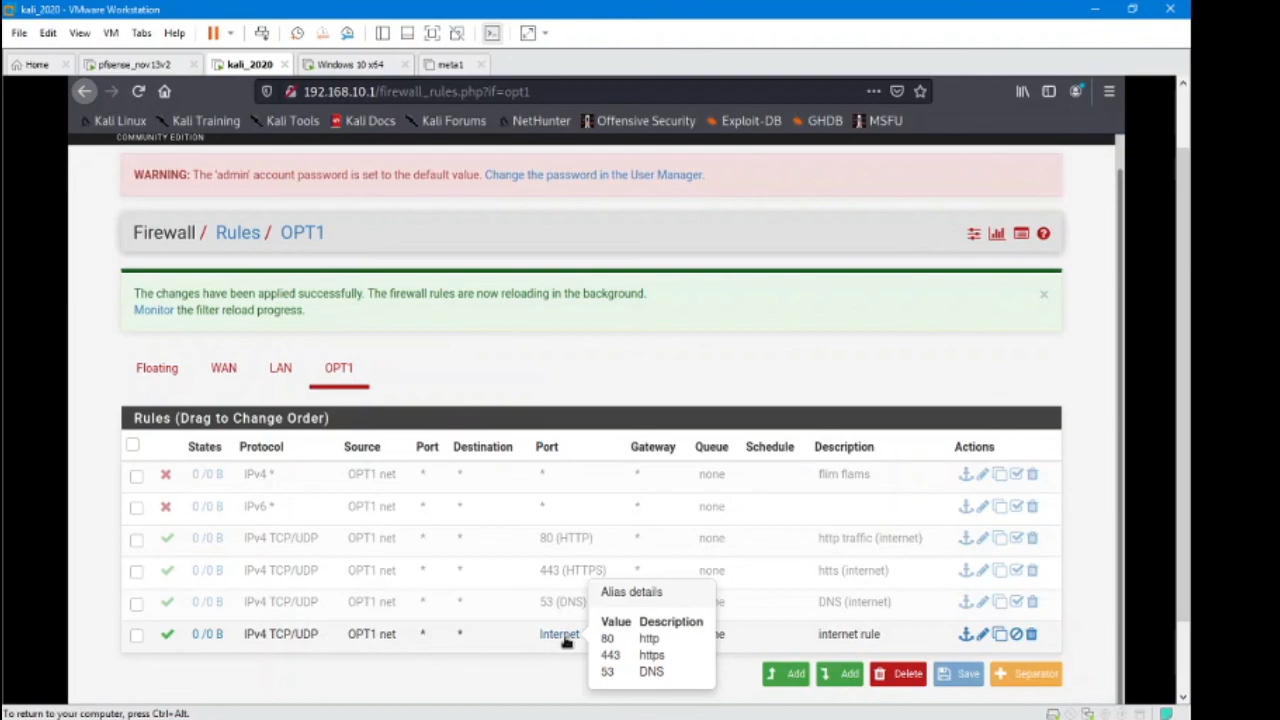 kali_2020 - VMware Workstation
File Edit View VM Tabs Help
Home pfsense_nov13v2 kali_2020 Windows 10 x64 meta1
192.168.10.1/firewall_rules.php?if=opt1
Kali Linux Kali Training Kali Tools Kali Docs Kali Forums NetHunter Offensive Security Exploit-DB GHDB MSFU
COMMUNITY EDITION
WARNING: The 'admin' account password is set to the default value. Change the password in the User Manager.
Firewall / Rules / OPT1
The changes have been applied successfully. The firewall rules are now reloading in the background.
Monitor the filter reload progress.
Floating WAN LAN OPT1
Rules (Drag to Change Order)
States Protocol Source Port Destination Port Gateway Queue Schedule Description Actions
0 /0 B IPv4 * OPT1 net * * * * none flim flams
0 /0 B IPv6 * OPT1 net * * * * none
0 /0 B IPv4 TCP/UDP OPT1 net * * 80 (HTTP) * none http traffic (internet)
0 /0 B IPv4 TCP/UDP OPT1 net * * 443 (HTTPS) * none htts (internet)
0 /0 B IPv4 TCP/UDP OPT1 net * * 53 (DNS) DNS (internet)
0 /0 B IPv4 TCP/UDP OPT1 net * * Internet internet rule
Alias details
Value Description
80 http
443 https
53 DNS
Add Add Delete Save Separator
To return to your computer, press Ctrl+Alt.